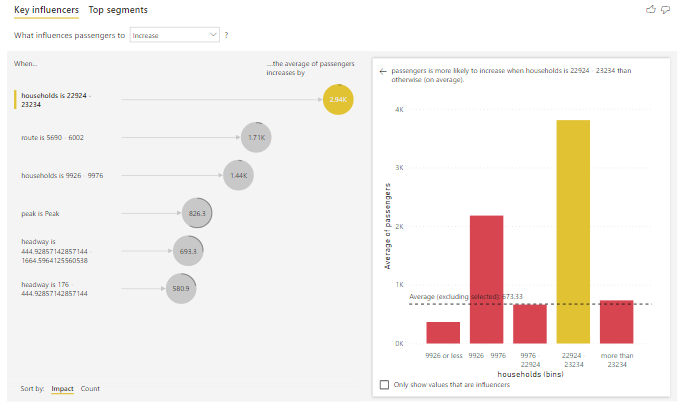 Key influencers Top segments
What influences passengers to Increase ?
When...
....the average of passengers
increases by
households is 22924 -
23234
2.94K
route is 5690 - 6002
1.71K
households is 9926 - 9976
1.44K
peak is Peak
826.3
headway is
444.92857142857144 -
1664.5964125560538
693.3
headway is 176 -
444.92857142857144
580.9
Sort by: Impact Count
passengers is more likely to increase when households is 22924 - 23234 than
otherwise (on average).
Average of passengers
4K
3K
2K
1K
0K
Average (excluding selected): 673.33
9926 or less
9926 - 9976
9976 -
22924
22924 -
23234
more than
23234
households (bins)
Only show values that are influencers